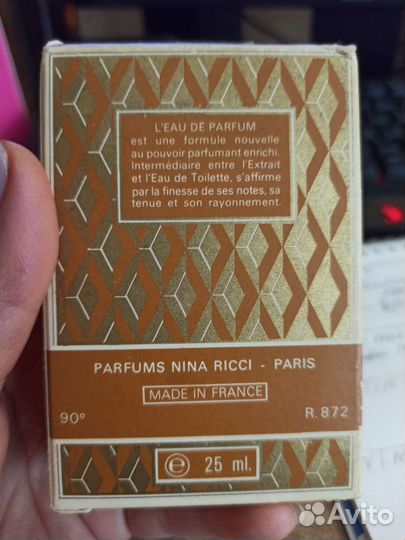 L'EAU DE PARFUM
est une formule nouvelle
au pouvoir parfumant enrichi.
Intermédiaire entre l'Extrait
et l'Eau de Toilette, s'affirme
par la finesse de ses notes, sa
tenue et son rayonnement.
PARFUMS NINA RICCI - PARIS
MADE IN FRANCE
90° R. 872
℮ 25 ml.
Avito